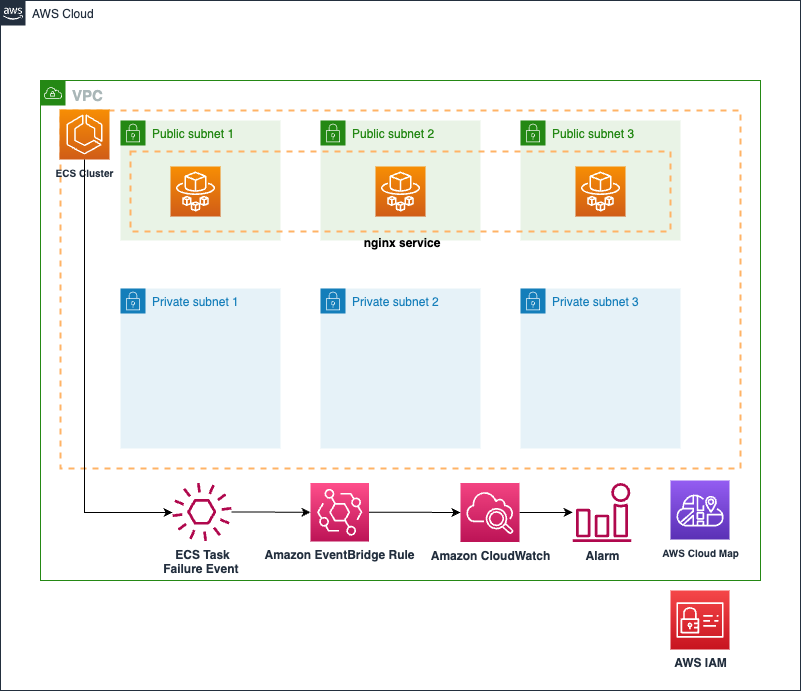 aws
AWS Cloud
VPC
ECS Cluster
Public subnet 1
Public subnet 2
Public subnet 3
nginx service
Private subnet 1
Private subnet 2
Private subnet 3
ECS Task
Failure Event
Amazon EventBridge Rule
Amazon CloudWatch
Alarm
AWS Cloud Map
AWS IAM